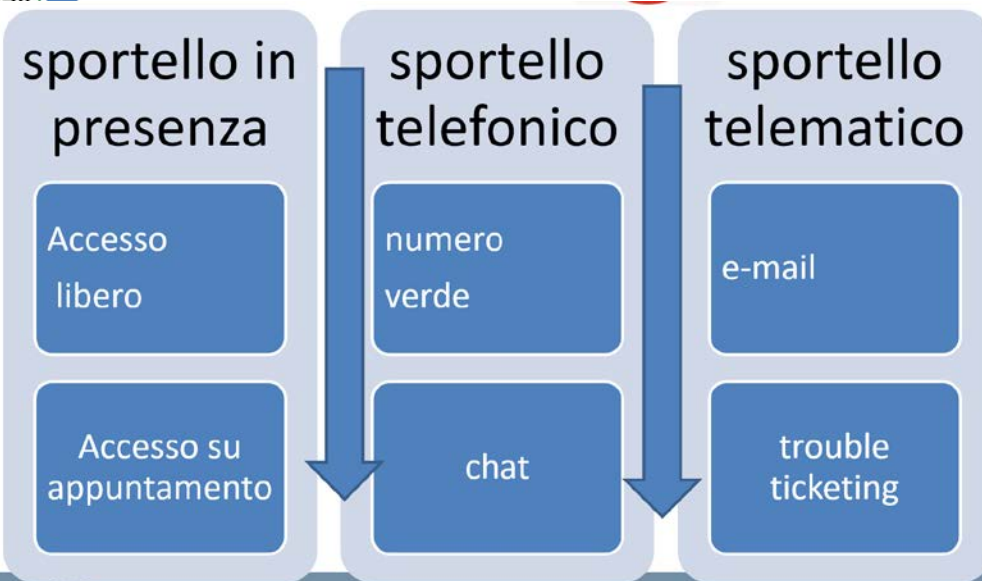 sportello in
presenza
Accesso
libero
Accesso su
appuntamento
sportello
telefonico
numero
verde
chat
sportello
telematico
e-mail
trouble
ticketing